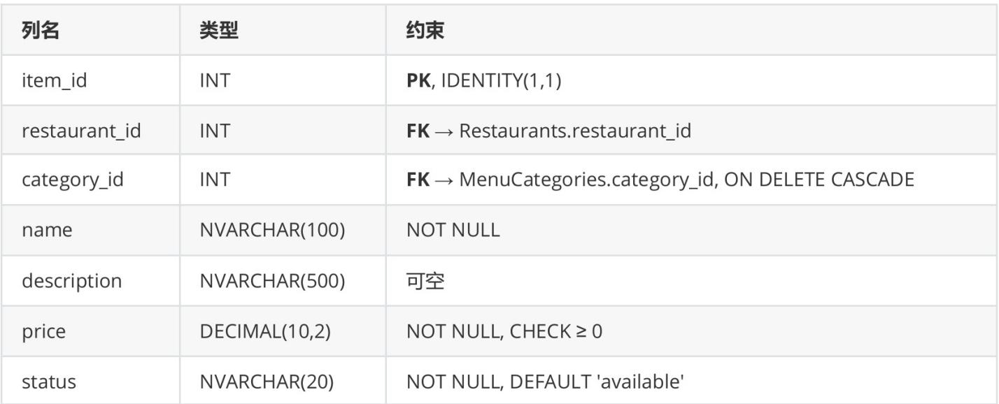 列名 类型 约束
item_id INT PK, IDENTITY(1,1)
restaurant_id INT FK → Restaurants.restaurant_id
category_id INT FK → MenuCategories.category_id, ON DELETE CASCADE
name NVARCHAR(100) NOT NULL
description NVARCHAR(500) 可空
price DECIMAL(10,2) NOT NULL, CHECK ≥ 0
status NVARCHAR(20) NOT NULL, DEFAULT 'available'